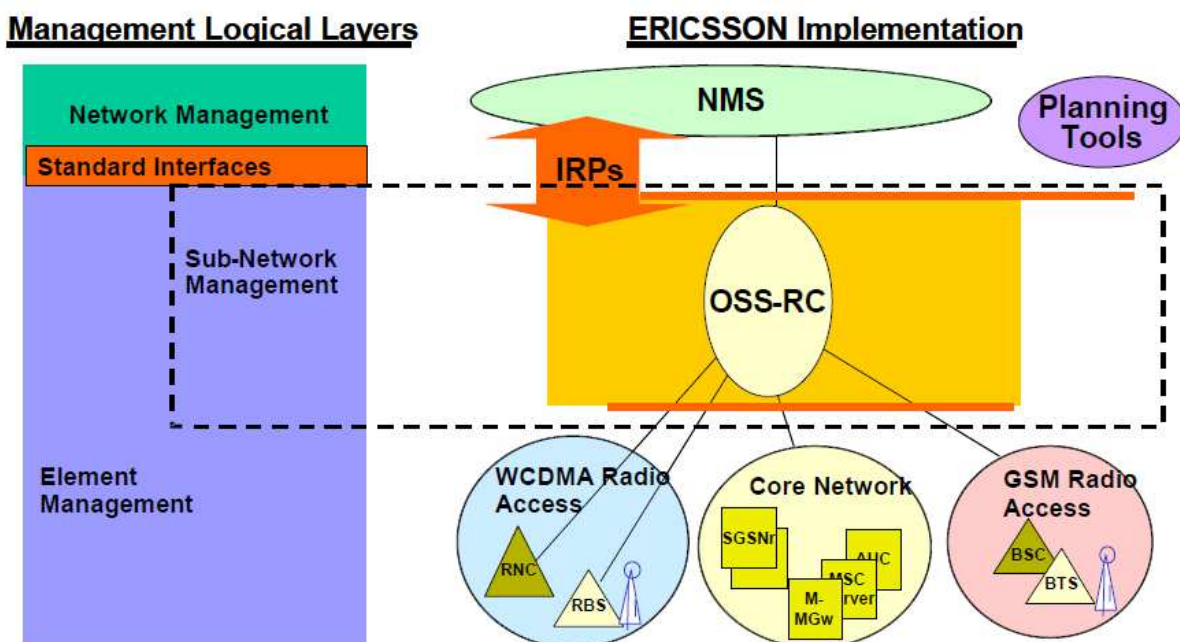 Management Logical Layers
ERICSSON Implementation
Network Management
Standard Interfaces
Sub-Network
Management
Element
Management
NMS
Planning
Tools
IRPs
OSS-RC
WCDMA Radio
Access
RNC
RBS
Core Network
SGSNr
MSC
M-
MGw
GSM Radio
Access
BSC
BTS